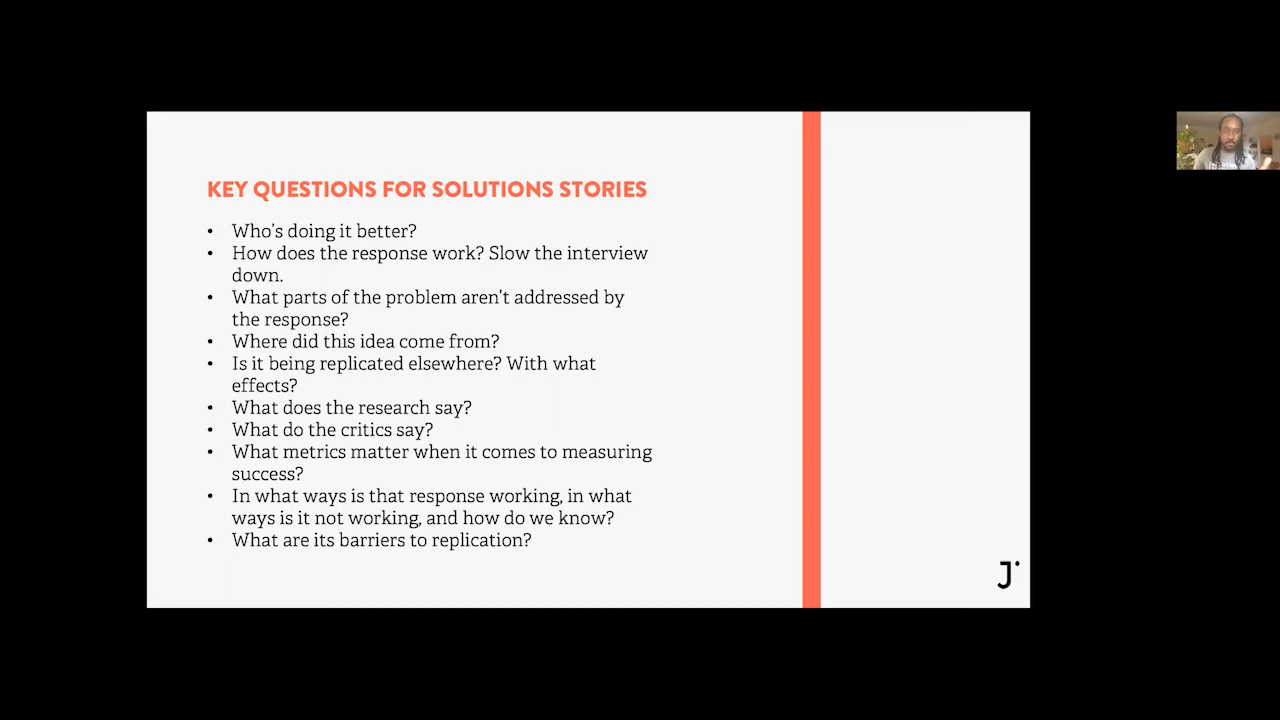 KEY QUESTIONS FOR SOLUTIONS STORIES
• Who's doing it better?
• How does the response work? Slow the interview
down.
• What parts of the problem aren't addressed by
the response?
• Where did this idea come from?
• Is it being replicated elsewhere? With what
effects?
• What does the research say?
• What do the critics say?
• What metrics matter when it comes to measuring
success?
• In what ways is that response working, in what
ways is it not working, and how do we know?
• What are its barriers to replication?
J